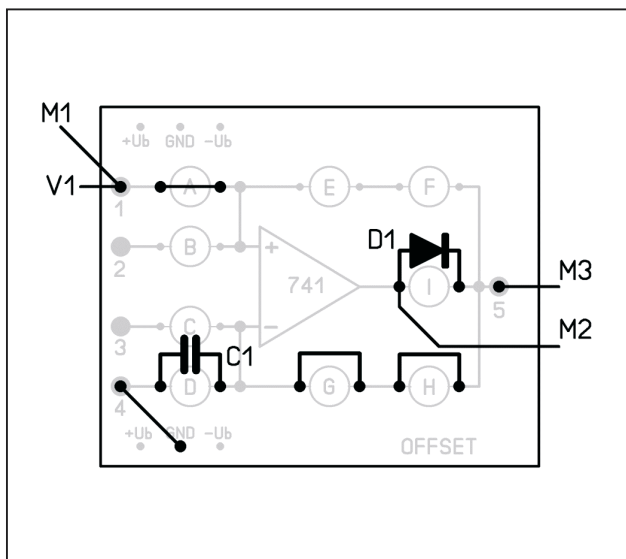 M1
+Ub GND -Ub
V1
A E F
1
D1
2 B + 741 I M3
5
M2
3 C -
C1
D G H
4
+Ub GND -Ub
OFFSET